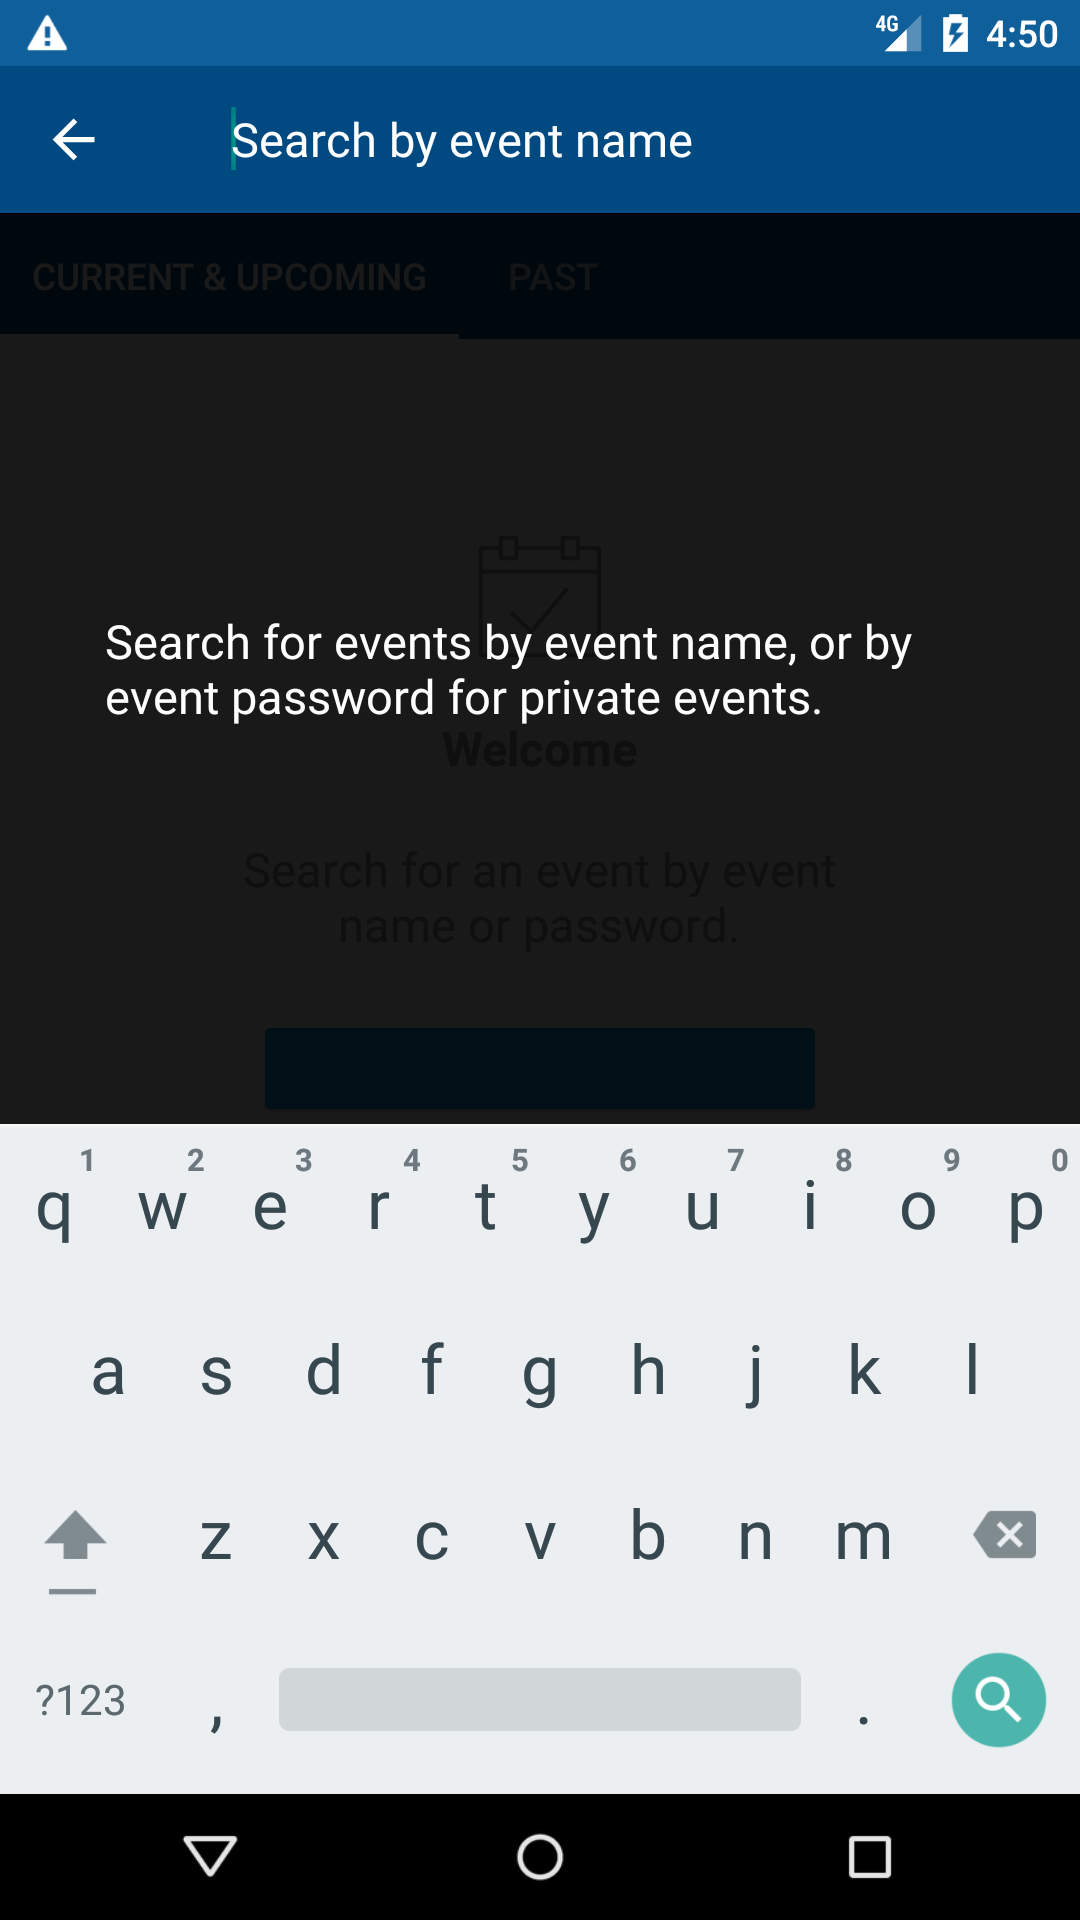 4G 4:50
Search by event name
CURRENT & UPCOMING PAST
Search for events by event name, or by
event password for private events.
Welcome
Search for an event by event
name or password.
1 2 3 4 5 6 7 8 9 0
q w e r t y u i o p
a s d f g h j k l
z x c v b n m
?123 , .